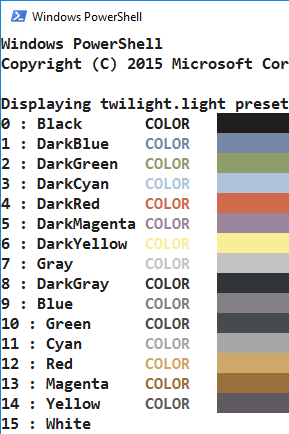 Windows PowerShell
Windows PowerShell
Copyright (C) 2015 Microsoft Cor
Displaying twilight.light preset
0 : Black COLOR
1 : DarkBlue COLOR
2 : DarkGreen COLOR
3 : DarkCyan COLOR
4 : DarkRed COLOR
5 : DarkMagenta COLOR
6 : DarkYellow COLOR
7 : Gray COLOR
8 : DarkGray COLOR
9 : Blue COLOR
10 : Green COLOR
11 : Cyan COLOR
12 : Red COLOR
13 : Magenta COLOR
14 : Yellow COLOR
15 : White